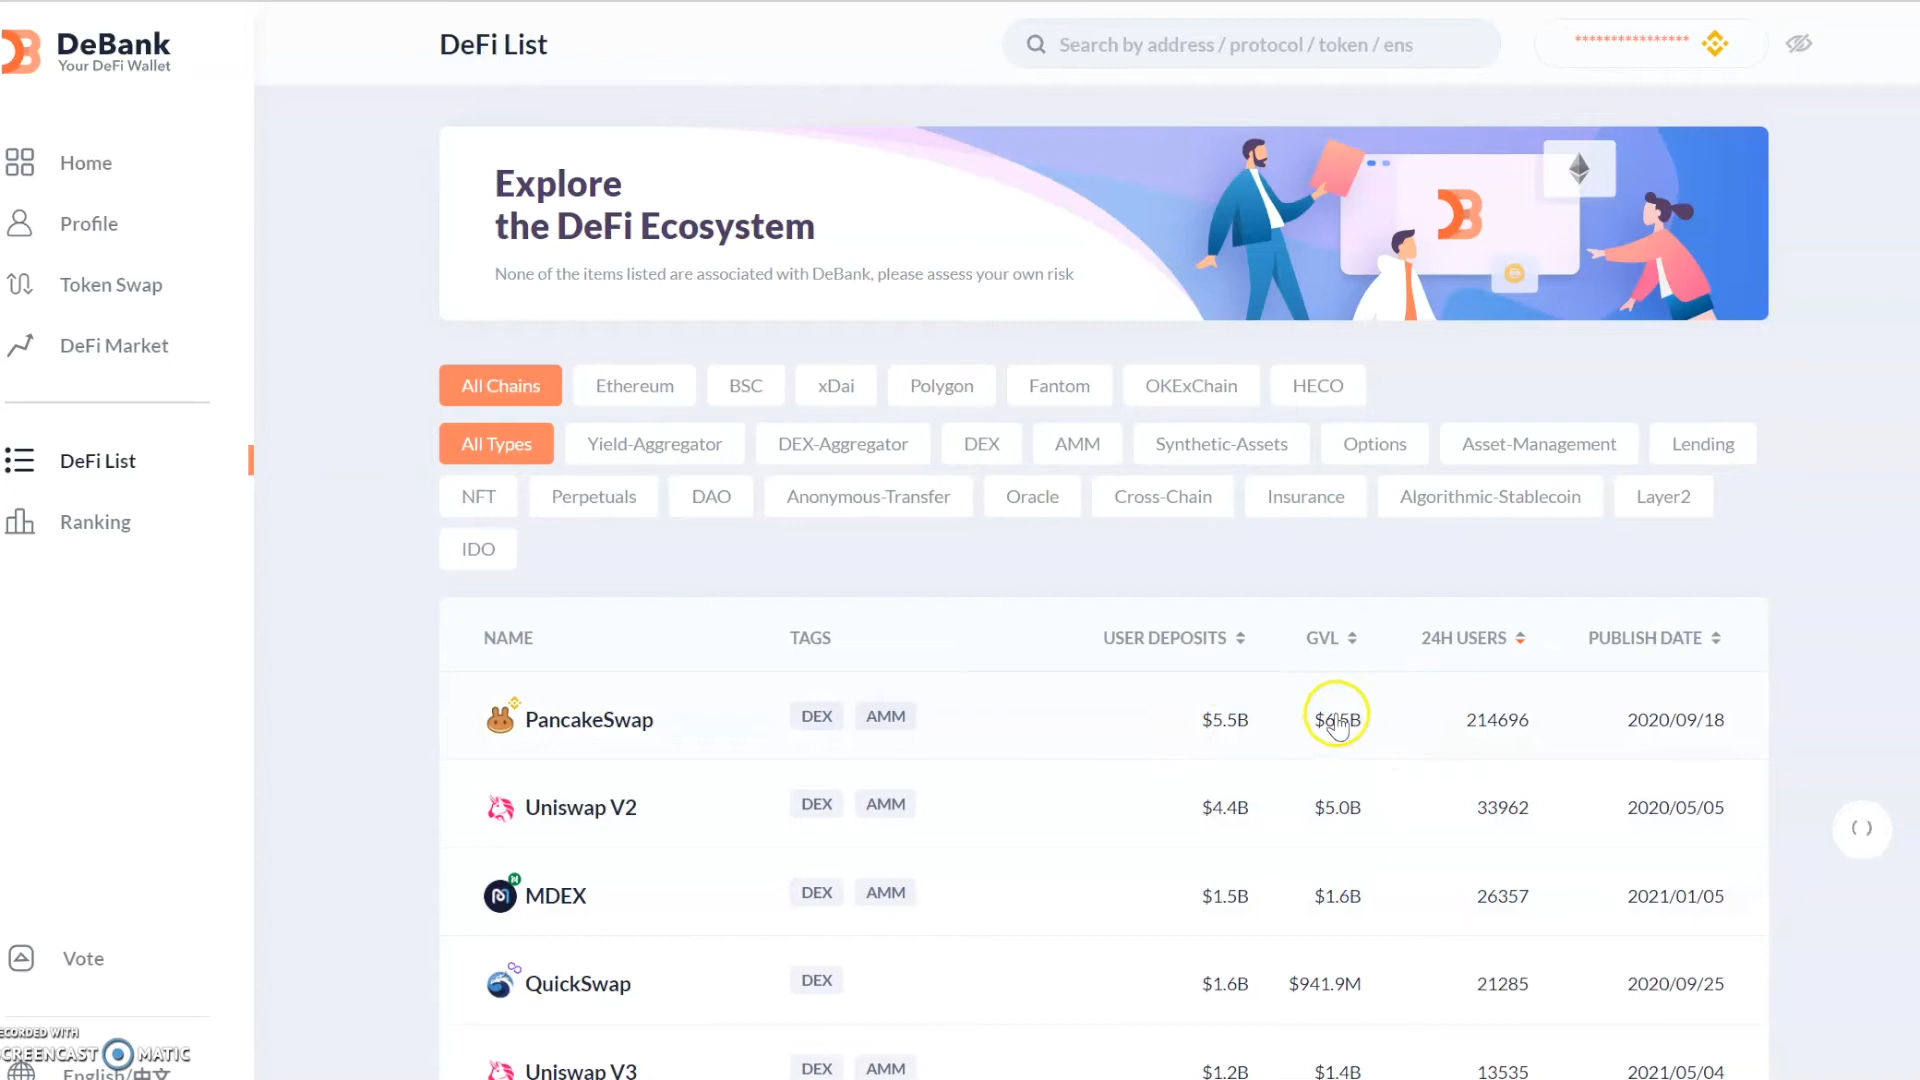 DeBank
Your DeFi Wallet
DeFi List
Search by address / protocol / token / ens
****************
Home
Profile
Token Swap
DeFi Market
DeFi List
Ranking
Vote
English/中文
RECORDED WITH
SCREENCAST MATIC
Explore
the DeFi Ecosystem
None of the items listed are associated with DeBank, please assess your own risk
All Chains Ethereum BSC xDai Polygon Fantom OKExChain HECO
All Types Yield-Aggregator DEX-Aggregator DEX AMM Synthetic-Assets Options Asset-Management Lending
NFT Perpetuals DAO Anonymous-Transfer Oracle Cross-Chain Insurance Algorithmic-Stablecoin Layer2
IDO
NAME TAGS USER DEPOSITS GVL 24H USERS PUBLISH DATE
PancakeSwap DEX AMM $5.5B 214696 2020/09/18
Uniswap V2 DEX AMM $4.4B $5.0B 33962 2020/05/05
MDEX DEX AMM $1.5B $1.6B 26357 2021/01/05
QuickSwap DEX $1.6B $941.9M 21285 2020/09/25
Uniswap V3 DEX AMM $1.2B $1.4B 13535 2021/05/04